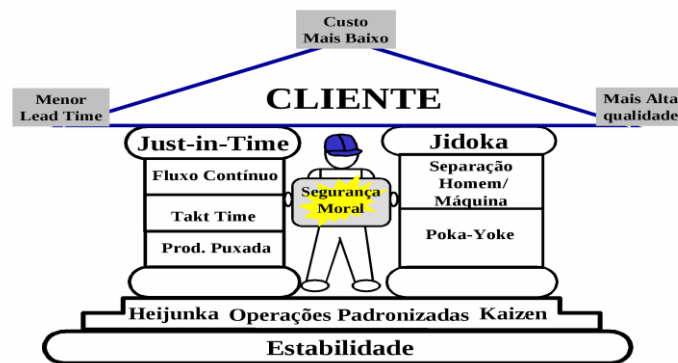 Custo
Mais Baixo
Menor
Lead Time
CLIENTE
Mais Alta
qualidade
Just-in-Time
Jidoka
Fluxo Contínuo
Takt Time
Prod. Puxada
Segurança
Moral
Separação
Homem/
Máquina
Poka-Yoke
Heijunka Operações Padronizadas Kaizen
Estabilidade